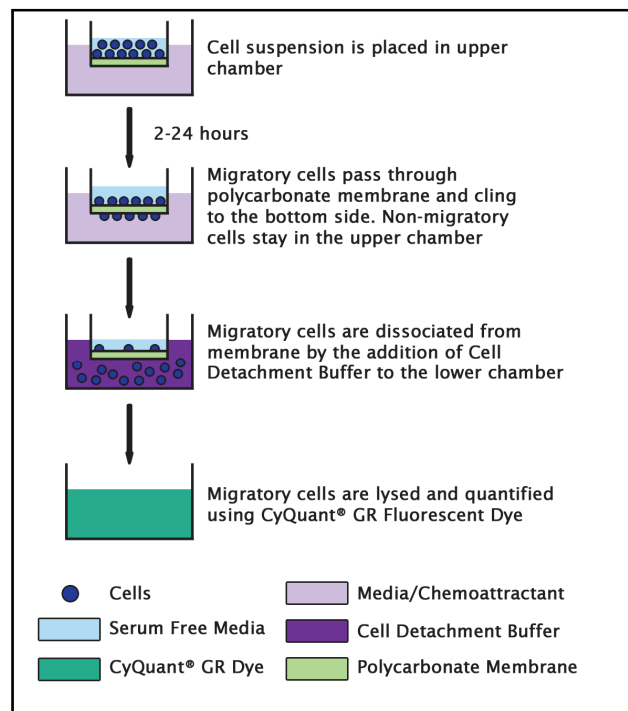 Cell suspension is placed in upper
chamber
2-24 hours
Migratory cells pass through
polycarbonate membrane and cling
to the bottom side. Non-migratory
cells stay in the upper chamber
Migratory cells are dissociated from
membrane by the addition of Cell
Detachment Buffer to the lower chamber
Migratory cells are lysed and quantified
using CyQuant® GR Fluorescent Dye
Cells
Media/Chemoattractant
Serum Free Media
Cell Detachment Buffer
CyQuant® GR Dye
Polycarbonate Membrane